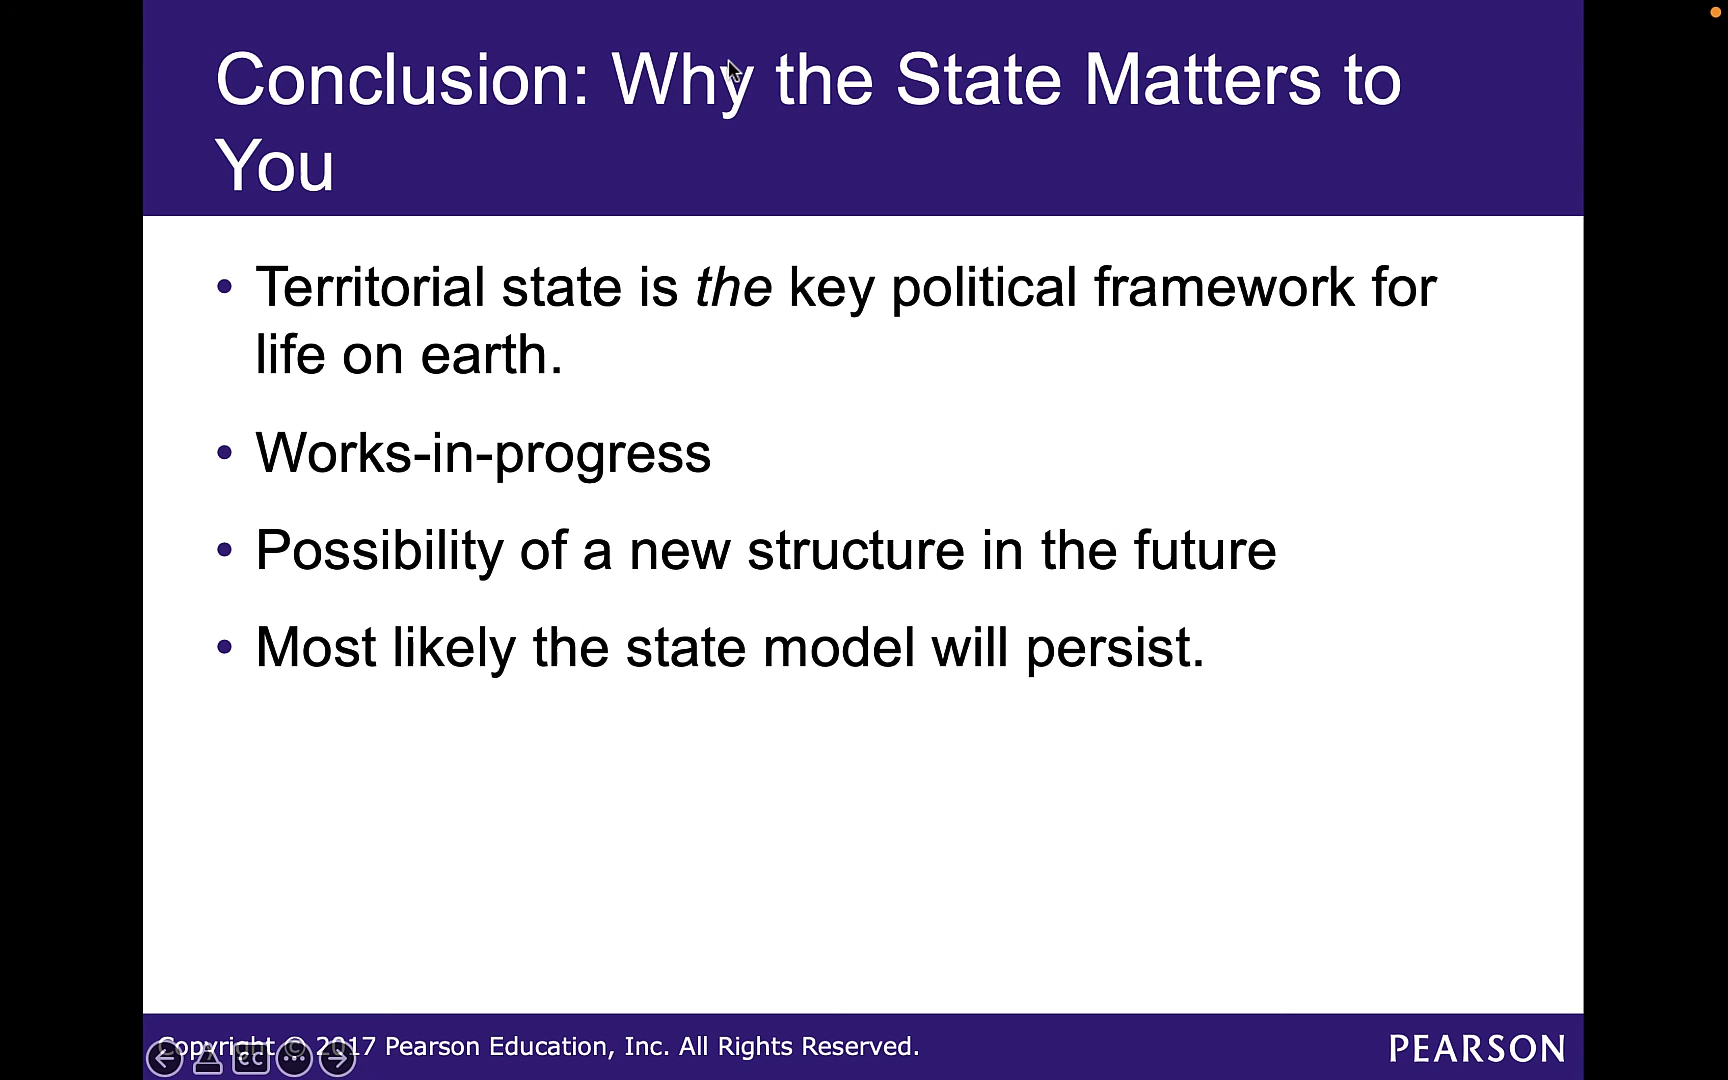 Conclusion: Why the State Matters to
You
• Territorial state is the key political framework for
life on earth.
• Works-in-progress
• Possibility of a new structure in the future
• Most likely the state model will persist.
Copyright © 2017 Pearson Education, Inc. All Rights Reserved.
CC
PEARSON